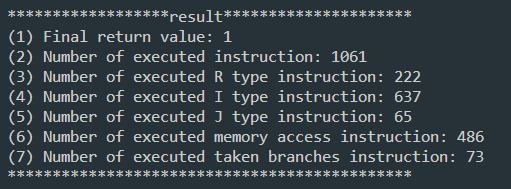 ******************result*********************
(1) Final return value: 1
(2) Number of executed instruction: 1061
(3) Number of executed R type instruction: 222
(4) Number of executed I type instruction: 637
(5) Number of executed J type instruction: 65
(6) Number of executed memory access instruction: 486
(7) Number of executed taken branches instruction: 73
*********************************************